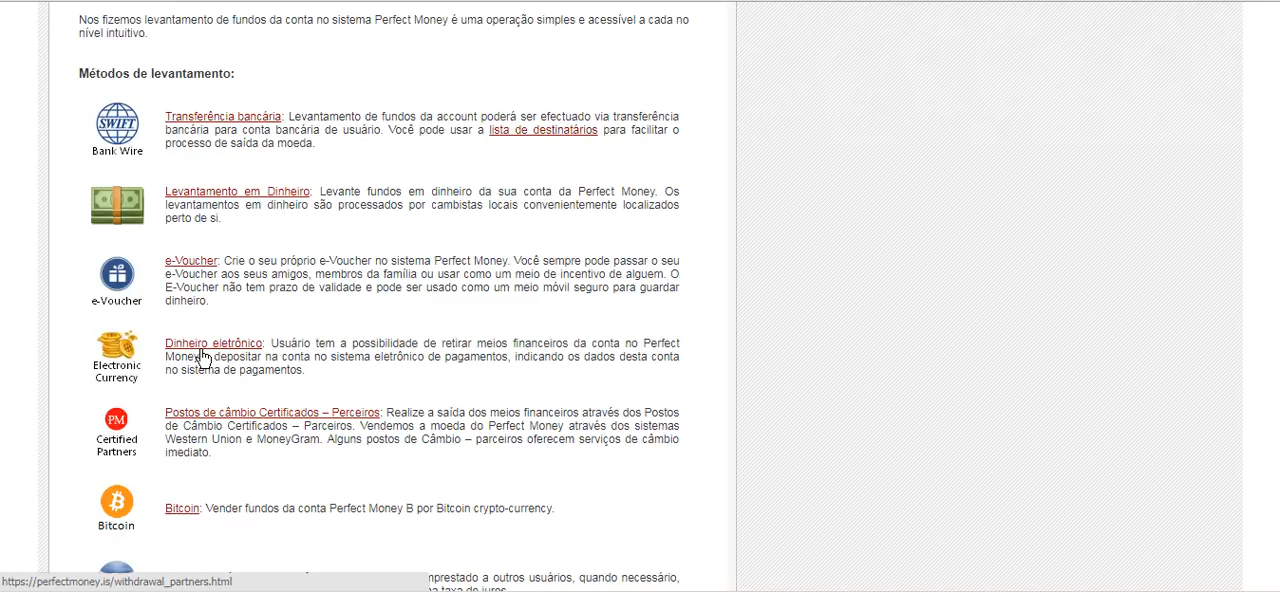 Nos fizemos levantamento de fundos da conta no sistema Perfect Money é uma operação simples e acessível a cada no
nível intuitivo.
Métodos de levantamento:
SWIFT
Bank Wire
Transferência bancária: Levantamento de fundos da account poderá ser efectuado via transferência
bancária para conta bancária de usuário. Você pode usar a lista de destinatários para facilitar o
processo de saída da moeda.
Levantamento em Dinheiro: Levante fundos em dinheiro da sua conta da Perfect Money. Os
levantamentos em dinheiro são processados por cambistas locais convenientemente localizados
perto de si.
e-Voucher
e-Voucher: Crie o seu próprio e-Voucher no sistema Perfect Money. Você sempre pode passar o seu
e-Voucher aos seus amigos, membros da família ou usar como um meio de incentivo de alguem. O
E-Voucher não tem prazo de validade e pode ser usado como um meio móvil seguro para guardar
dinheiro.
Electronic
Currency
Dinheiro eletrônico: Usuário tem a possibilidade de retirar meios financeiros da conta no Perfect
Money depositar na conta no sistema eletrônico de pagamentos, indicando os dados desta conta
no sistema de pagamentos.
PM
Certified
Partners
Postos de câmbio Certificados – Perceiros: Realize a saída dos meios financeiros através dos Postos
de Câmbio Certificados – Parceiros. Vendemos a moeda do Perfect Money através dos sistemas
Western Union e MoneyGram. Alguns postos de Câmbio – parceiros oferecem serviços de câmbio
imediato.
Bitcoin
Bitcoin: Vender fundos da conta Perfect Money B por Bitcoin crypto-currency.
https://perfectmoney.is/withdrawal_partners.html
mprestado a outros usuários, quando necessário,